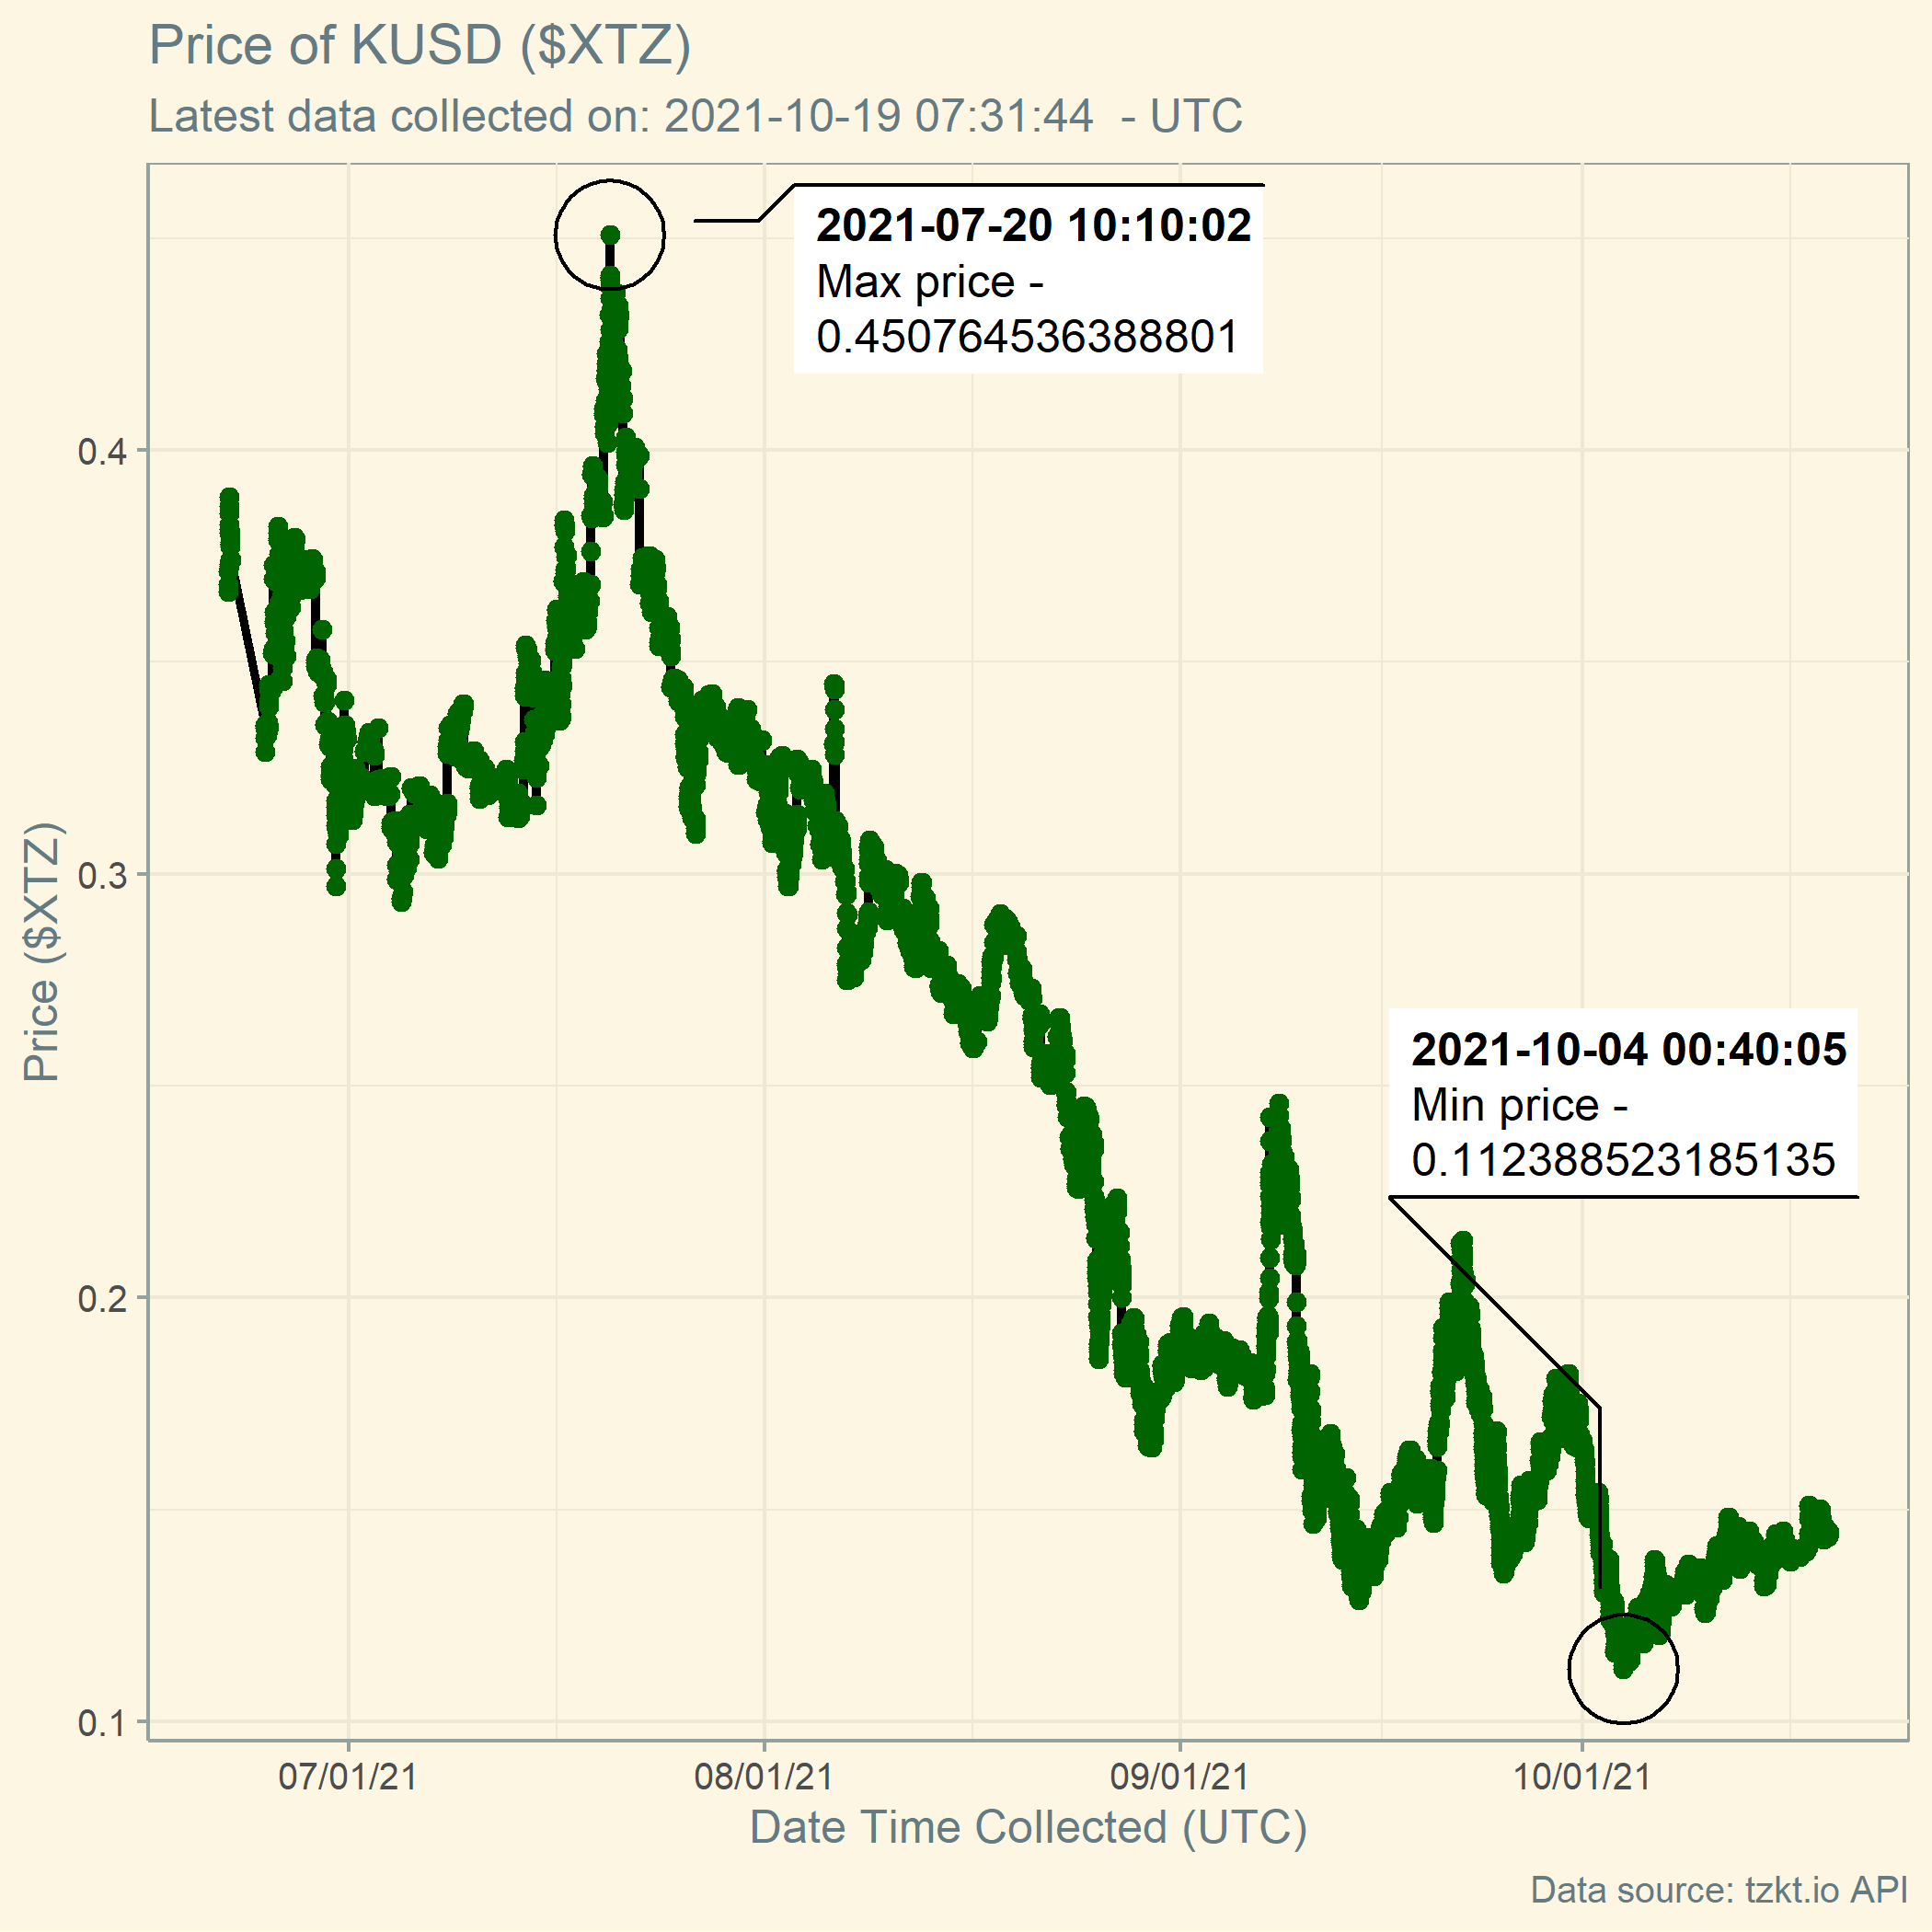 Price of KUSD ($XTZ)
Latest data collected on: 2021-10-19 07:31:44  - UTC
2021-07-20 10:10:02
Max price -
0.450764536388801
0.4
0.3
0.2
0.1
Price ($XTZ)
2021-10-04 00:40:05
Min price -
0.112388523185135
07/01/21
08/01/21
09/01/21
10/01/21
Date Time Collected (UTC)
Data source: tzkt.io API